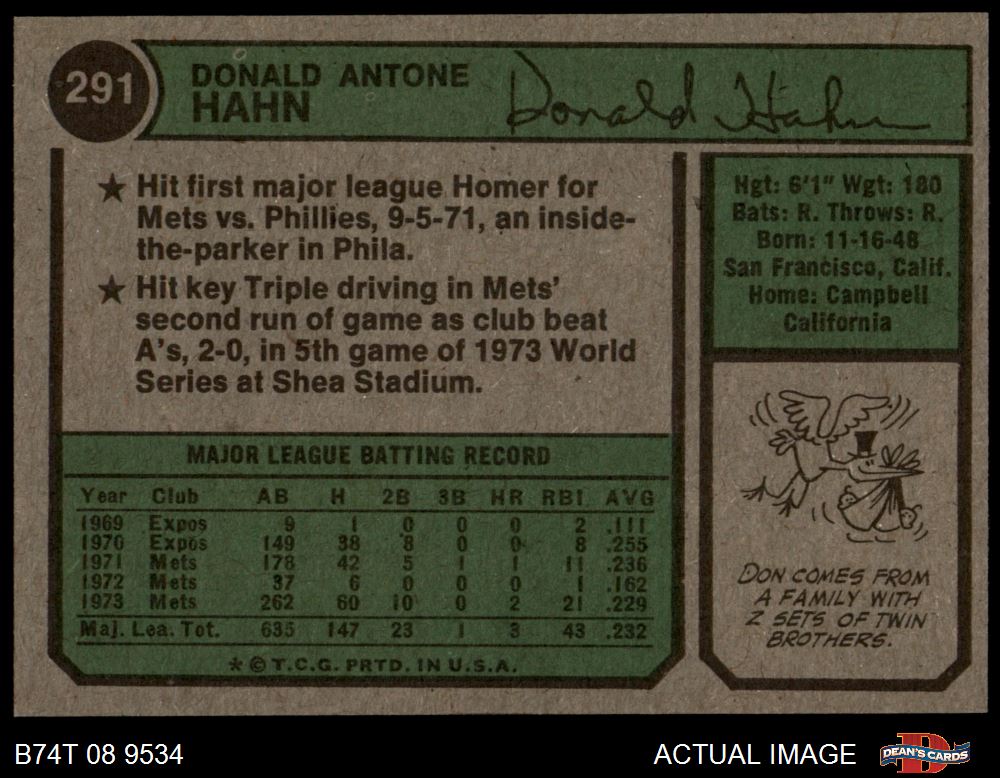 291
DONALD ANTONE
HAHN
Donald Hahn
★ Hit first major league Homer for
Mets vs. Phillies, 9-5-71, an inside-
the-parker in Phila.
★ Hit key Triple driving in Mets'
second run of game as club beat
A's, 2-0, in 5th game of 1973 World
Series at Shea Stadium.
Hgt: 6'1" Wgt: 180
Bats: R. Throws: R.
Born: 11-16-48
San Francisco, Calif.
Home: Campbell
California
MAJOR LEAGUE BATTING RECORD
Year Club AB H 2B 3B HR RBI AVG
1969 Expos 9 1 0 0 0 2 .111
1970 Expos 149 38 8 0 0 8 .255
1971 Mets 178 42 5 1 1 11 .236
1972 Mets 37 6 0 0 0 1 .162
1973 Mets 262 60 10 0 2 21 .229
Maj. Lea. Tot. 635 147 23 1 3 43 .232
★ © T.C.G. PRTD. IN U.S.A.
DON COMES FROM
A FAMILY WITH
2 SETS OF TWIN
BROTHERS.
B74T 08 9534
ACTUAL IMAGE
DEAN'S CARDS